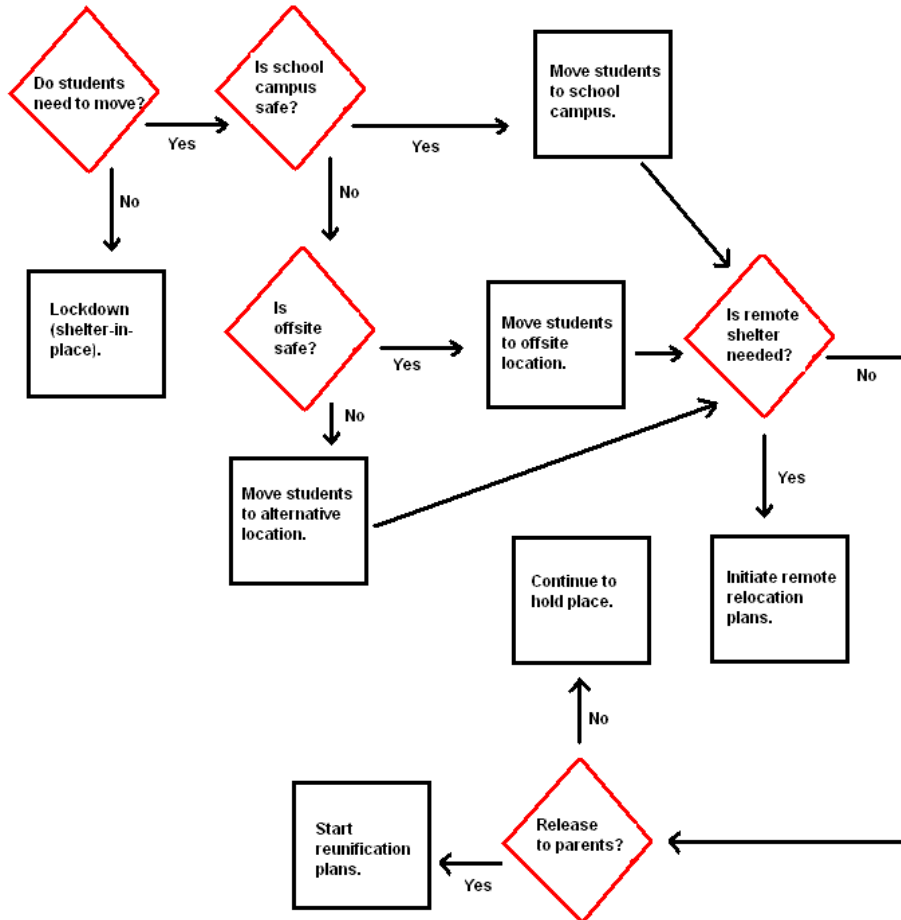 Do students
need to move?
Yes
No
Is school
campus
safe?
Yes
No
Move students
to school
campus.
Lockdown
(shelter-in-
place).
Is
offsite
safe?
Yes
No
Move students
to offsite
location.
Is remote
shelter
needed?
No
Yes
Move students
to alternative
location.
Continue to
hold place.
Initiate remote
relocation
plans.
No
Start
reunification
plans.
Yes
Release
to parents?